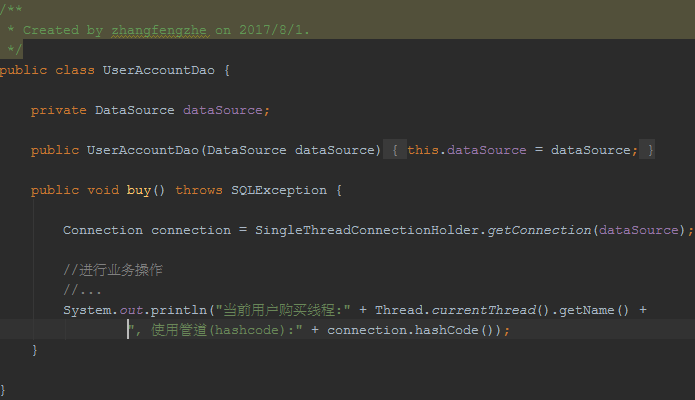 /**
 * Created by zhangfengzhe on 2017/8/1.
 */
public class UserAccountDao {
private DataSource dataSource;
public UserAccountDao(DataSource dataSource) { this.dataSource = dataSource; }
public void buy() throws SQLException {
Connection connection = SingleThreadConnectionHolder.getConnection(dataSource);
//进行业务操作
//...
System.out.println("当前用户购买线程:" + Thread.currentThread().getName() +
", 使用管道(hashcode):" + connection.hashCode());
}
}